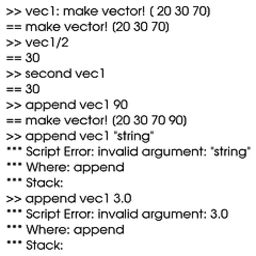 >> vec1: make vector! [ 20 30 70]
== make vector! [20 30 70]
>> vec1/2
== 30
>> second vec1
== 30
>> append vec1 90
== make vector! [20 30 70 90]
>> append vec1 "string"
*** Script Error: invalid argument: "string"
*** Where: append
*** Stack:
>> append vec1 3.0
*** Script Error: invalid argument: 3.0
*** Where: append
*** Stack: